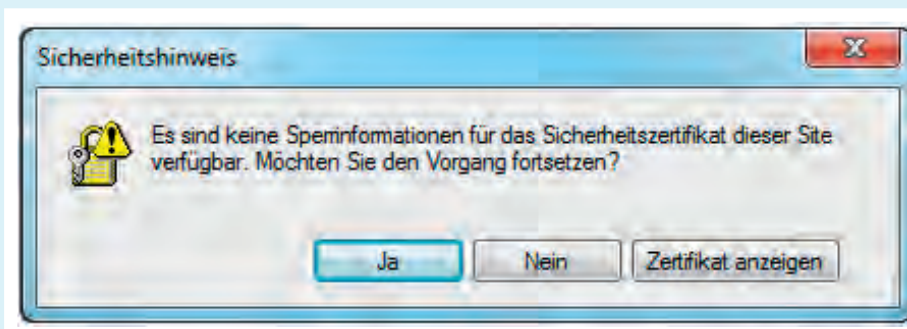 Sicherheitshinweis
Es sind keine Sperrinformationen für das Sicherheitszertifikat dieser Site
verfügbar. Möchten Sie den Vorgang fortsetzen?
Ja Nein Zertifikat anzeigen